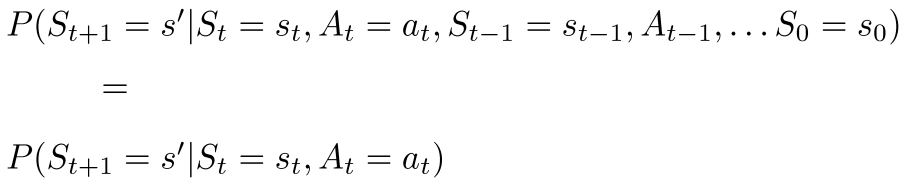 P(S_{t+1} = s'|S_t = s_t, A_t = a_t, S_{t-1} = s_{t-1}, A_{t-1}, ... S_0 = s_0)
=
P(S_{t+1} = s'|S_t = s_t, A_t = a_t)